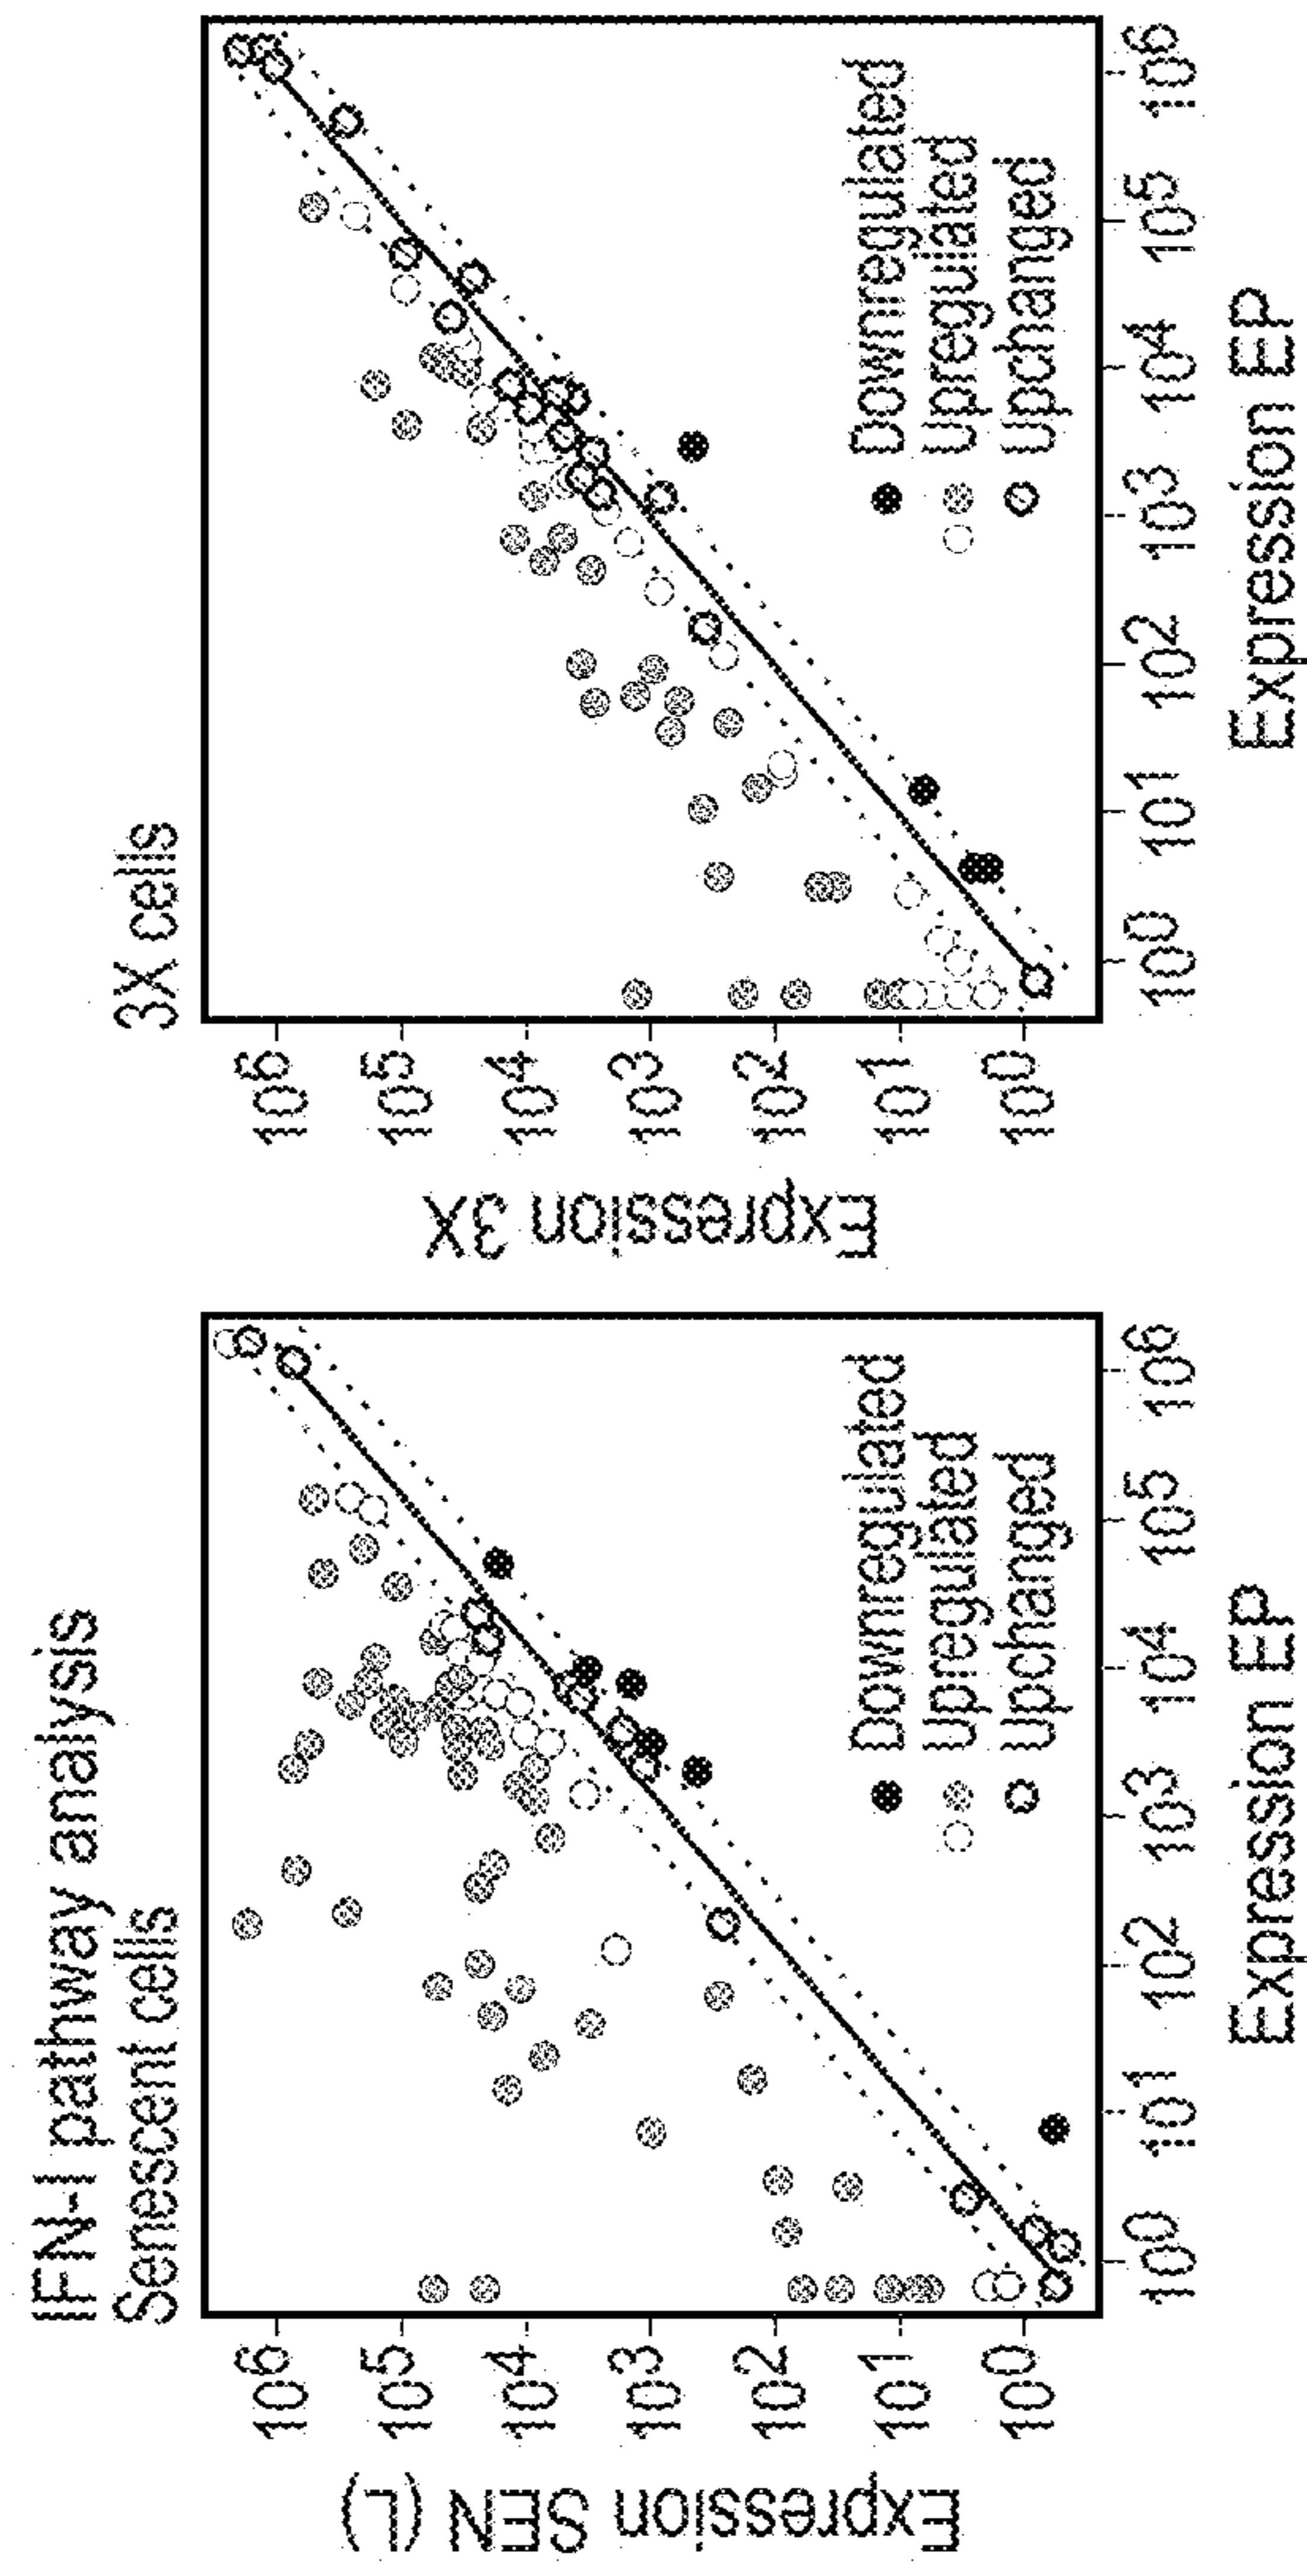 IFN-I pathway analysis
Senescent cells
Expression SEN (L)
10⁶
10⁵
10⁴
10³
10²
10¹
10⁰
Downregulated
Upregulated
Upchanged
10⁰ 10¹ 10² 10³ 10⁴ 10⁵ 10⁶
Expression EP
3X cells
Expression 3X
10⁶
10⁵
10⁴
10³
10²
10¹
10⁰
Downregulated
Upregulated
Upchanged
10⁰ 10¹ 10² 10³ 10⁴ 10⁵ 10⁶
Expression EP